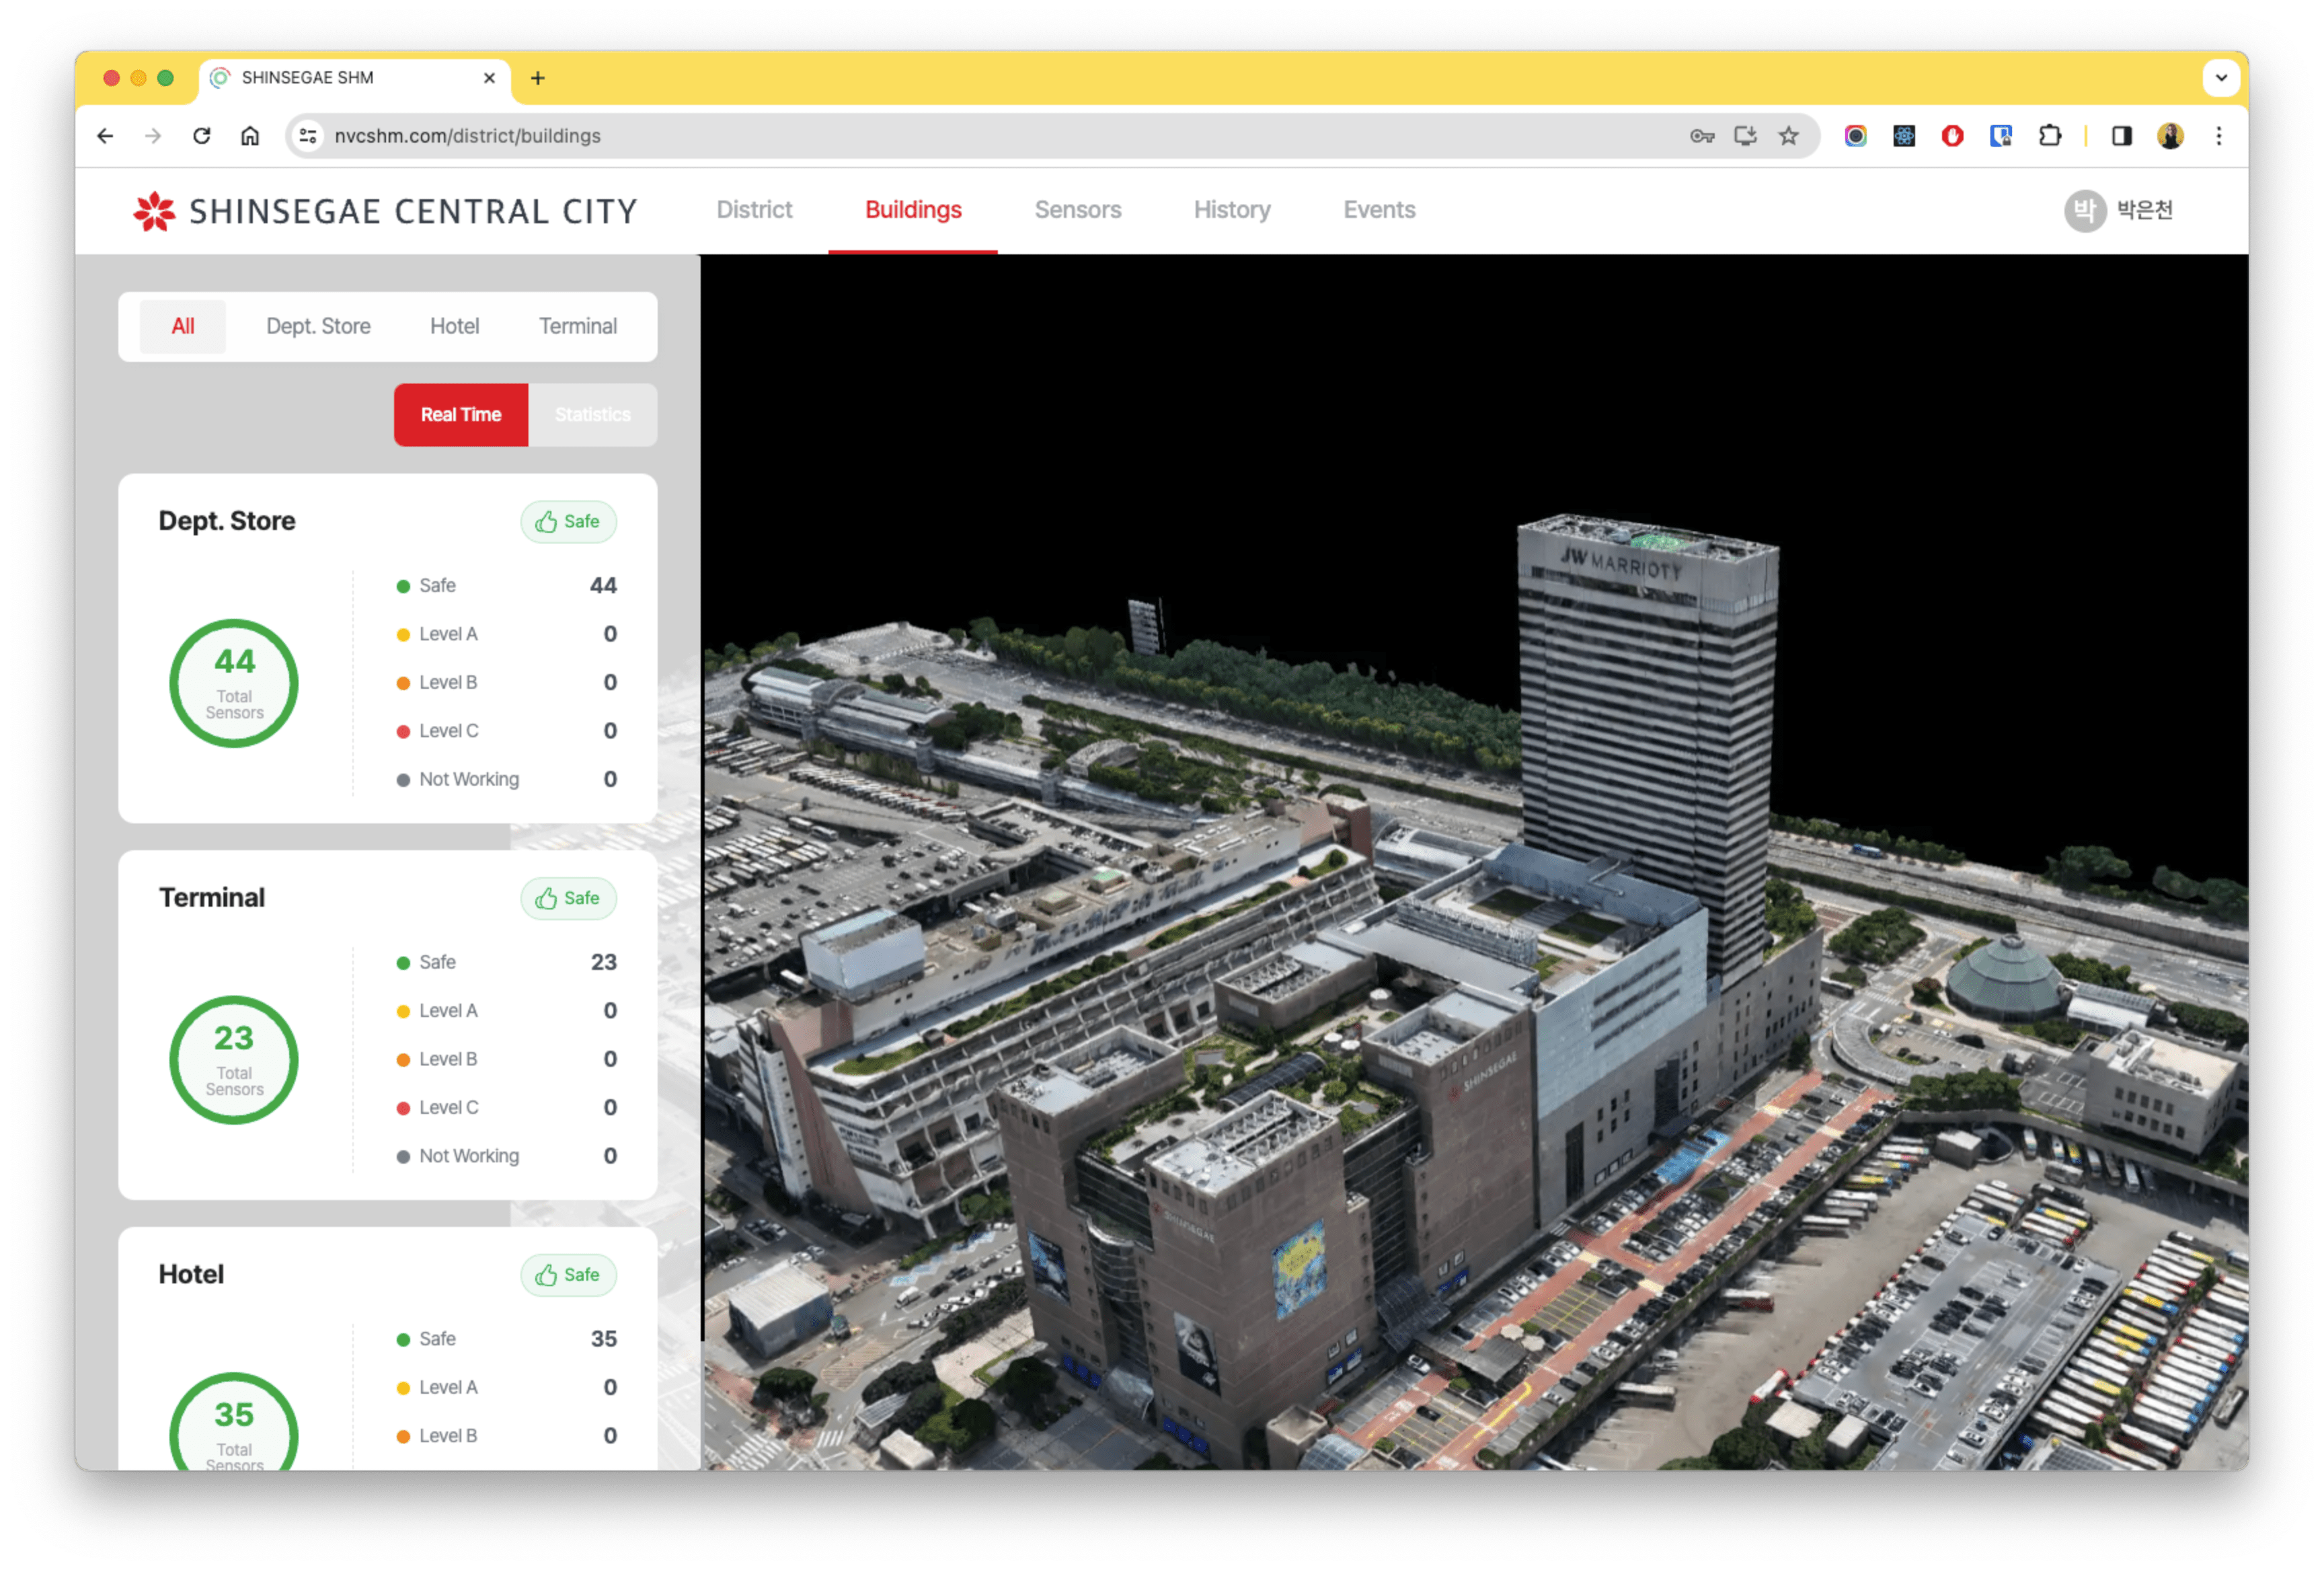 SHINSEGAE SHM
nvcshm.com/district/buildings
SHINSEGAE CENTRAL CITY
District
Buildings
Sensors
History
Events
박
박은천
All
Dept. Store
Hotel
Terminal
Real Time
Statistics
Dept. Store
Safe
44
Total
Sensors
Safe 44
Level A 0
Level B 0
Level C 0
Not Working 0
Terminal
Safe
23
Total
Sensors
Safe 23
Level A 0
Level B 0
Level C 0
Not Working 0
Hotel
Safe
35
Total
Sensors
Safe 35
Level A 0
Level B 0
JW MARRIOTT
SHINSEGAE
SHINSEGAE